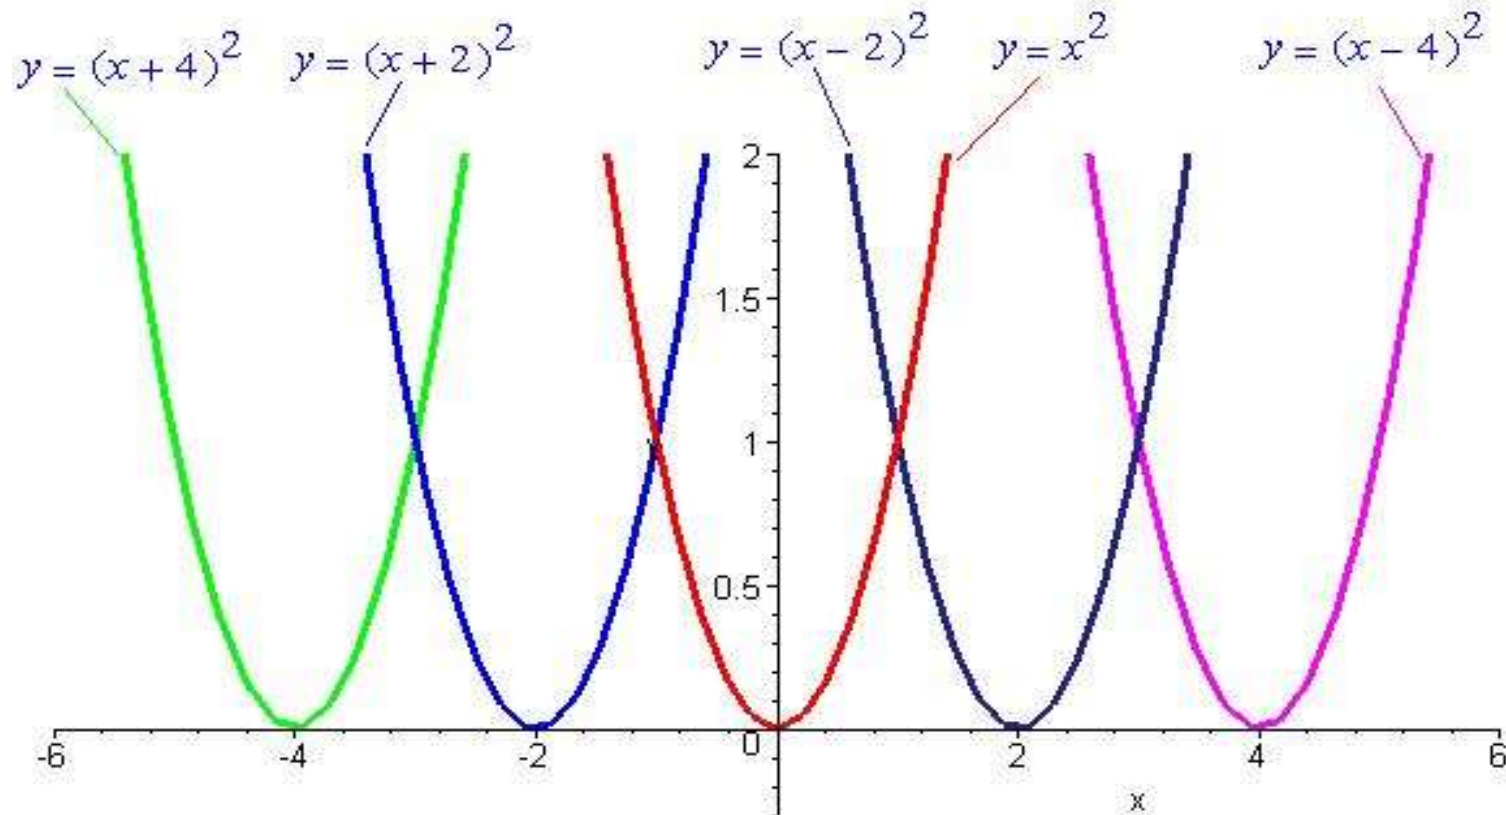 y = (x + 4)²
y = (x + 2)²
y = (x − 2)²
y = x²
y = (x − 4)²
2
1.5
1
0.5
-6 -4 -2 0 2 4 6
x